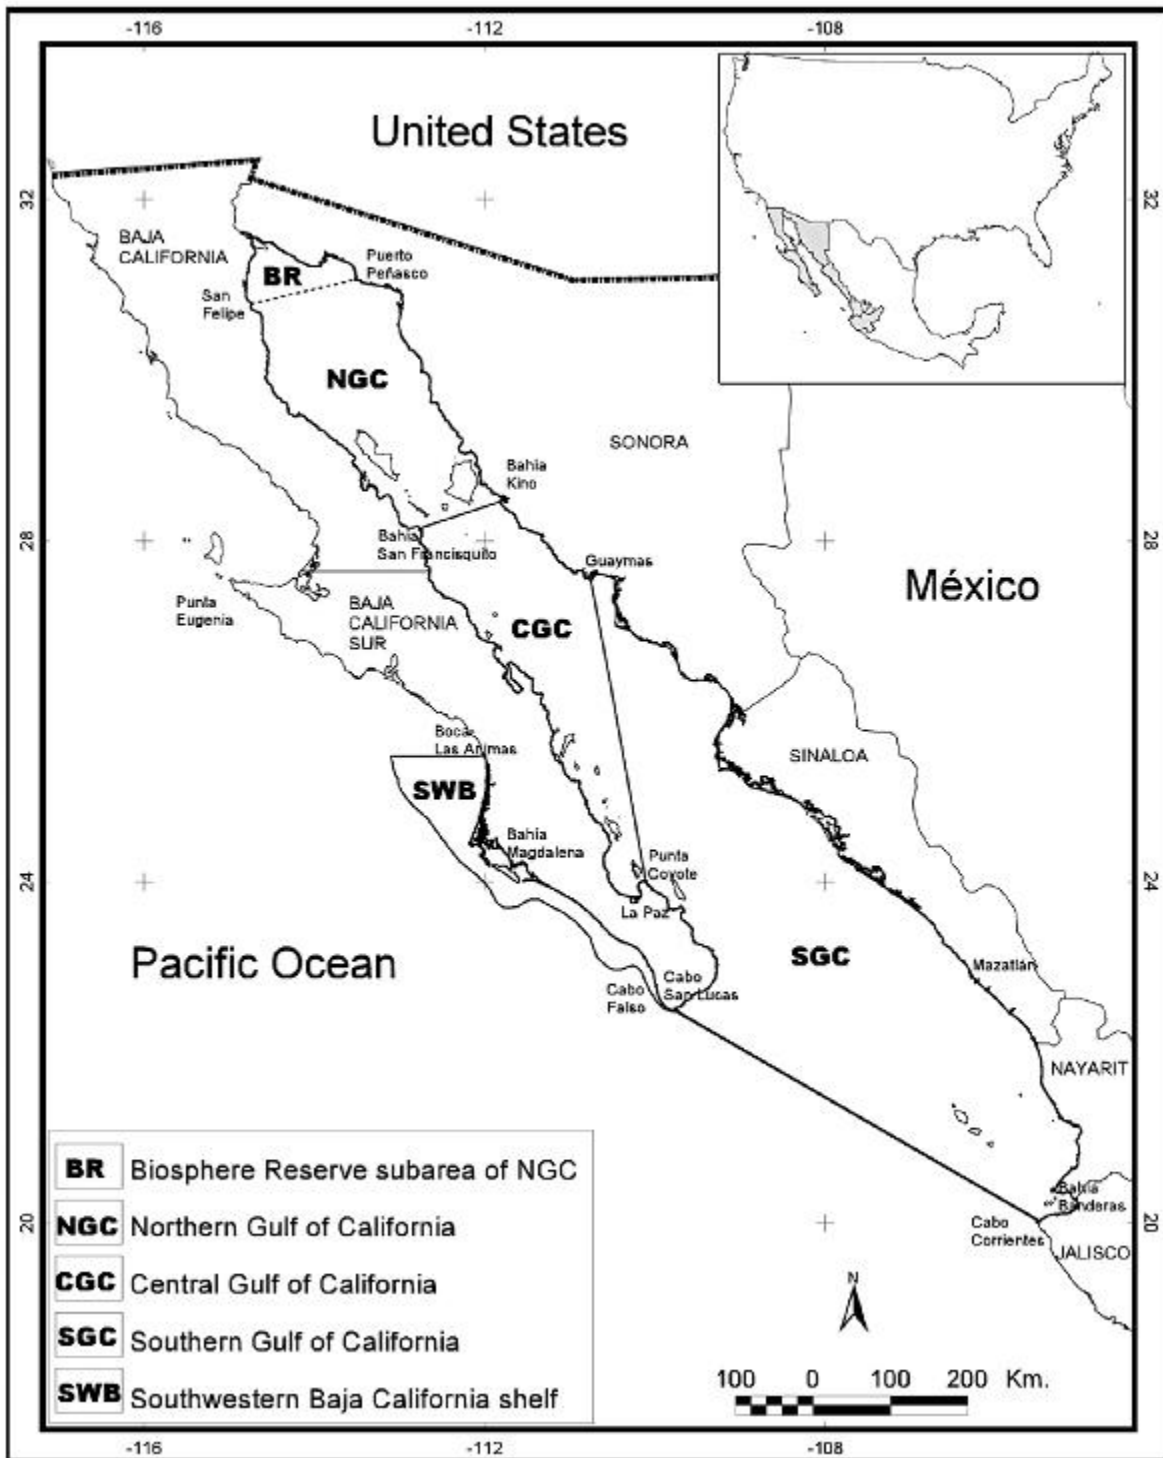 -116 -112 -108
United States
32 32
BAJA
CALIFORNIA
Puerto
Peñasco
BR
San
Felipe
NGC
SONORA
Bahia
Kino
Bahia
San Francisquito
28 28
Guaymas
México
Punta
Eugenia
BAJA
CALIFORNIA
SUR
CGC
Boca
Las Animas
SINALOA
SWB
Bahia
Magdalena
Punta
Coyote
24 24
La Paz
Pacific Ocean
SGC
Mazatlán
Cabo
San Lucas
Cabo
Falso
NAYARIT
Bahia
Banderas
20 20
Cabo
Corrientes
JALISCO
BR Biosphere Reserve subarea of NGC
NGC Northern Gulf of California
CGC Central Gulf of California
SGC Southern Gulf of California
SWB Southwestern Baja California shelf
N
100 0 100 200 Km.
-116 -112 -108